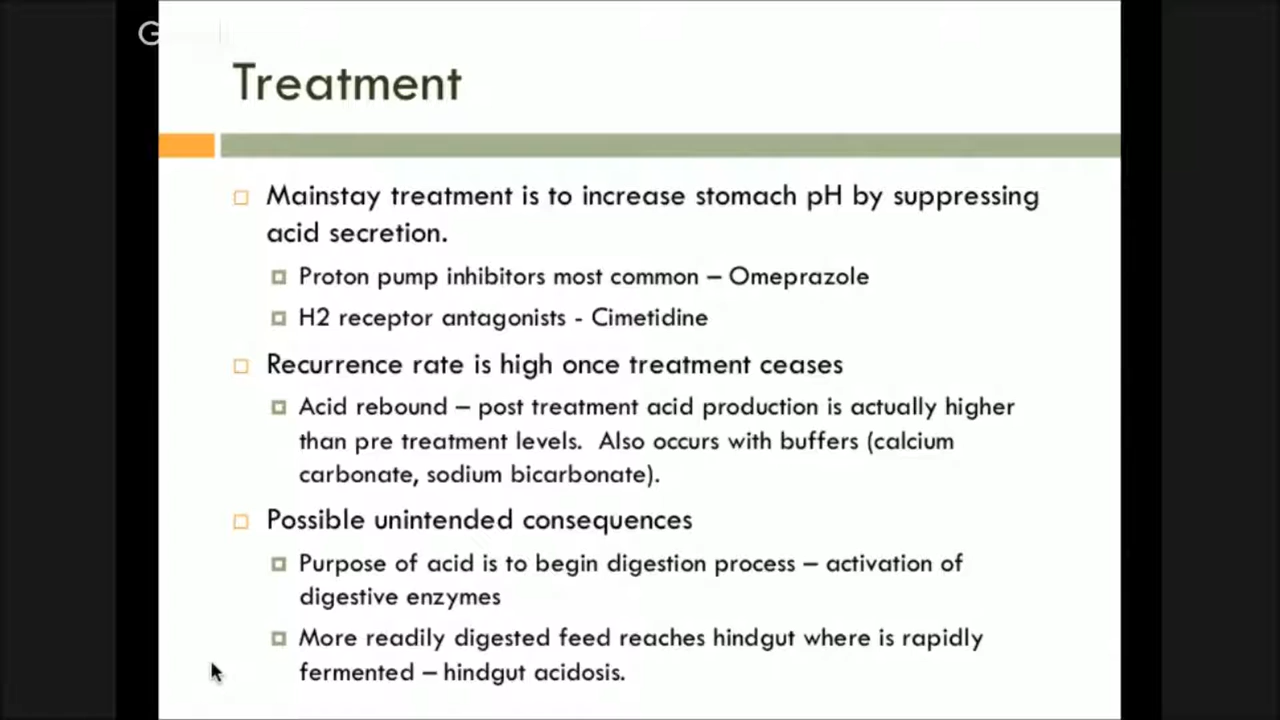 Treatment
Mainstay treatment is to increase stomach pH by suppressing
acid secretion.
Proton pump inhibitors most common – Omeprazole
H2 receptor antagonists - Cimetidine
Recurrence rate is high once treatment ceases
Acid rebound – post treatment acid production is actually higher
than pre treatment levels.  Also occurs with buffers (calcium
carbonate, sodium bicarbonate).
Possible unintended consequences
Purpose of acid is to begin digestion process – activation of
digestive enzymes
More readily digested feed reaches hindgut where is rapidly
fermented – hindgut acidosis.